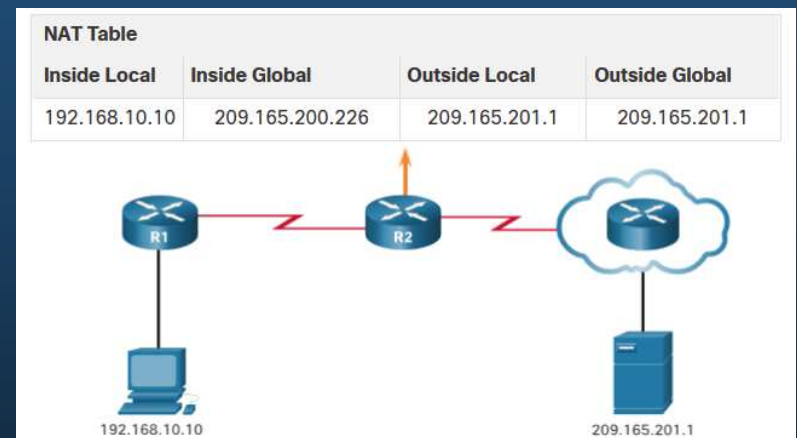 NAT Table
Inside Local Inside Global Outside Local Outside Global
192.168.10.10 209.165.200.226 209.165.201.1 209.165.201.1
R1
R2
192.168.10.10
209.165.201.1